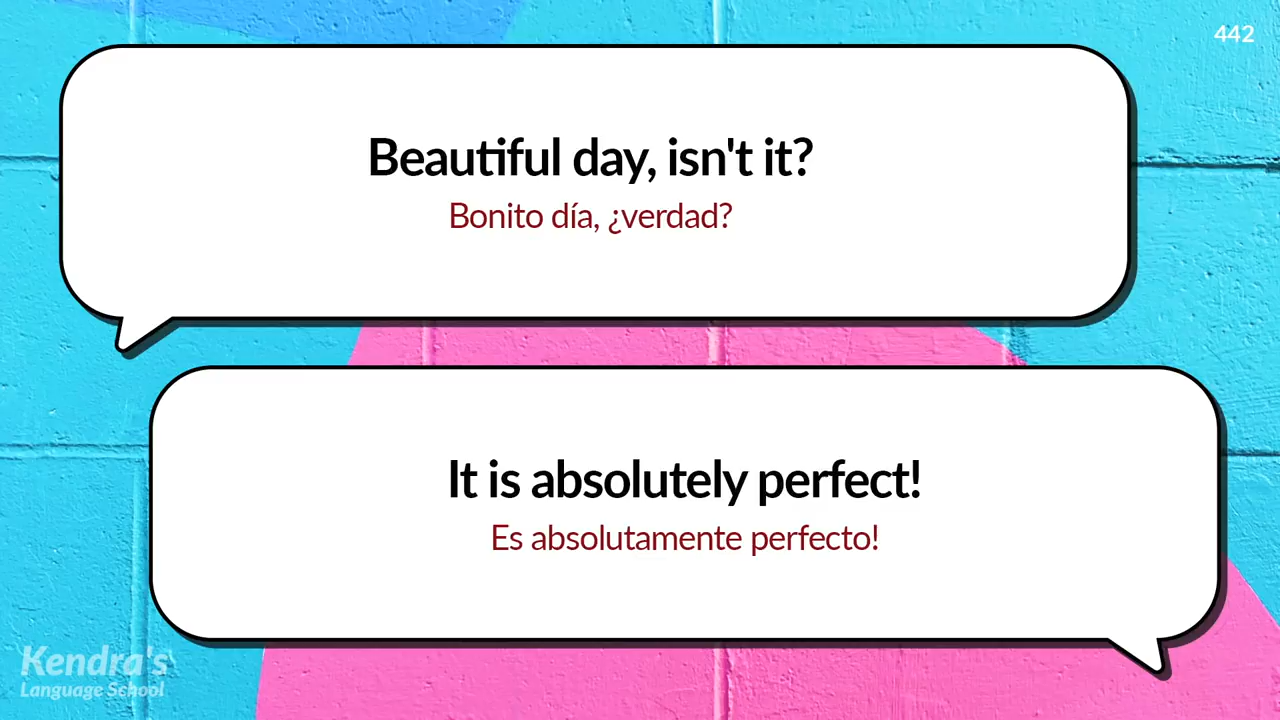 442
Beautiful day, isn't it?
Bonito día, ¿verdad?
It is absolutely perfect!
Es absolutamente perfecto!
Kendra's
Language School